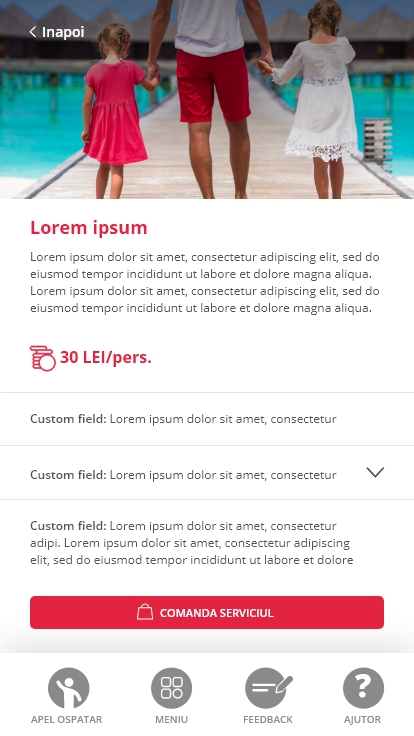 Inapoi
Lorem ipsum
Lorem ipsum dolor sit amet, consectetur adipiscing elit, sed do
eiusmod tempor incididunt ut labore et dolore magna aliqua.
Lorem ipsum dolor sit amet, consectetur adipiscing elit, sed do
eiusmod tempor incididunt ut labore et dolore magna aliqua.
30 LEI/pers.
Custom field: Lorem ipsum dolor sit amet, consectetur
Custom field: Lorem ipsum dolor sit amet, consectetur
Custom field: Lorem ipsum dolor sit amet, consectetur
adipi. Lorem ipsum dolor sit amet, consectetur adipiscing
elit, sed do eiusmod tempor incididunt ut labore et dolore
COMANDA SERVICIUL
APEL OSPATAR MENIU FEEDBACK AJUTOR